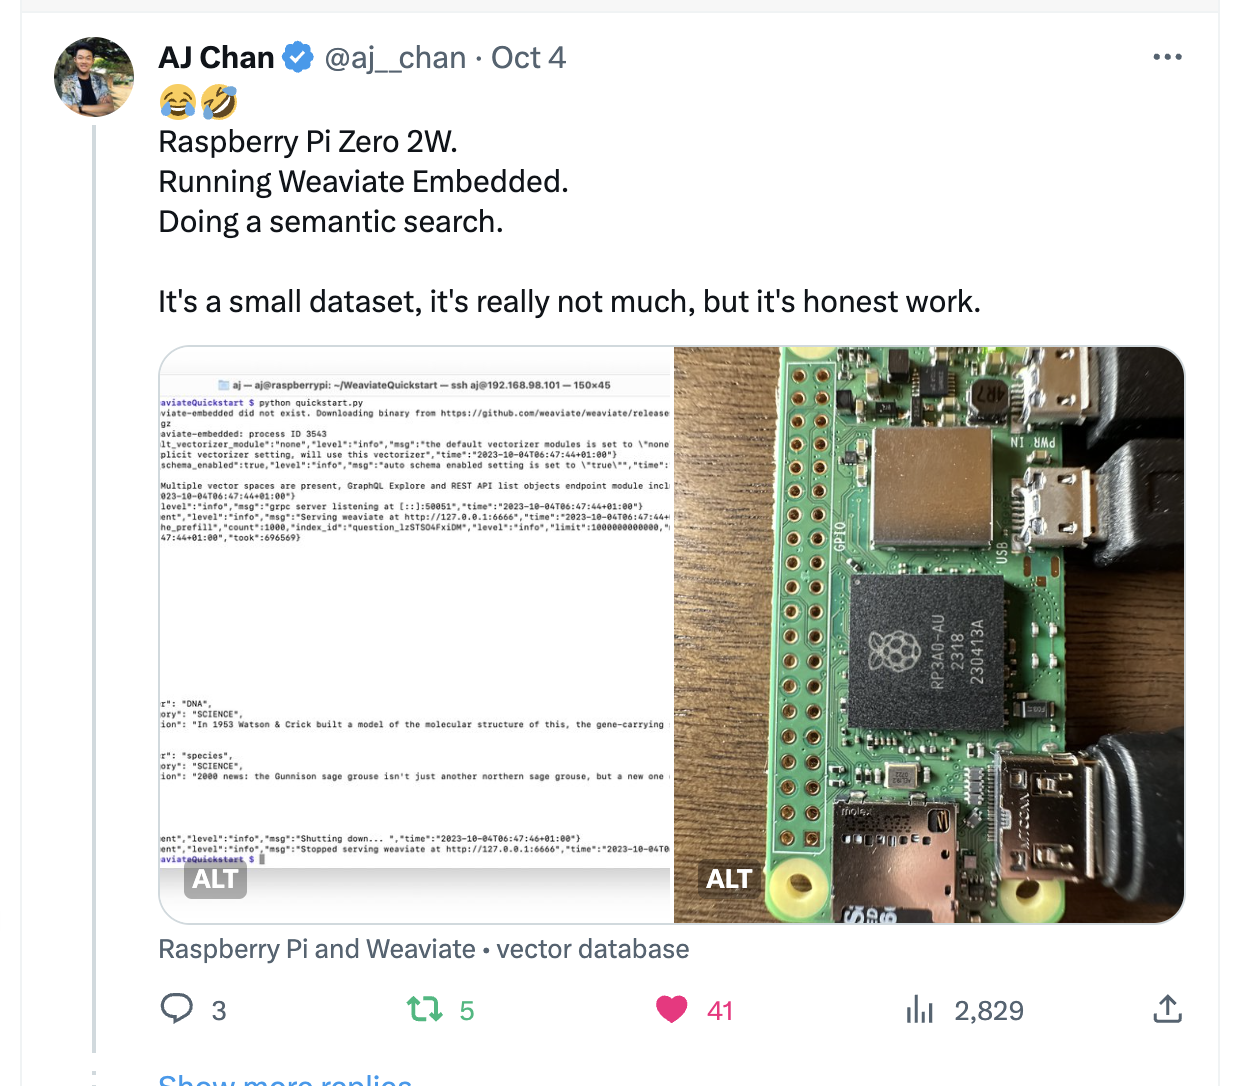 AJ Chan @aj__chan · Oct 4
😂🤣
Raspberry Pi Zero 2W.
Running Weaviate Embedded.
Doing a semantic search.
It's a small dataset, it's really not much, but it's honest work.
aj — aj@raspberrypi: ~/WeaviateQuickstart — ssh aj@192.168.98.101 — 150×45
aviateQuickstart $ python quickstart.py
viate-embedded did not exist. Downloading binary from https://github.com/weaviate/weaviate/release
gz
aviate-embedded: process ID 3543
lt_vectorizer_module":"none","level":"info","msg":"the default vectorizer modules is set to \"none
plicit vectorizer setting, will use this vectorizer","time":"2023-10-04T06:47:44+01:00"}
schema_enabled":true,"level":"info","msg":"auto schema enabled setting is set to \"true\"","time":
Multiple vector spaces are present, GraphQL Explore and REST API list objects endpoint module incl
023-10-04T06:47:44+01:00"}
level":"info","msg":"grpc server listening at [::]:50051","time":"2023-10-04T06:47:44+01:00"}
ent","level":"info","msg":"Serving weaviate at http://127.0.0.1:6666","time":"2023-10-04T06:47:44+
he_prefill","count":1000,"index_id":"question_lzSTSO4FxiDM","level":"info","limit":1000000000000,"
47:44+01:00","took":696569}
r": "DNA",
ory": "SCIENCE",
ion": "In 1953 Watson & Crick built a model of the molecular structure of this, the gene-carrying
r": "species",
ory": "SCIENCE",
ion": "2000 news: the Gunnison sage grouse isn't just another northern sage grouse, but a new one
ent","level":"info","msg":"Shutting down... ","time":"2023-10-04T06:47:46+01:00"}
ent","level":"info","msg":"Stopped serving weaviate at http://127.0.0.1:6666","time":"2023-10-04T0
aviateQuickstart $
ALT
4R7
PWR IN
GPIO
USB
RP3A0-AU
2318
230413A
molex
ALT
Raspberry Pi and Weaviate • vector database
3
5
41
2,829
Show more replies